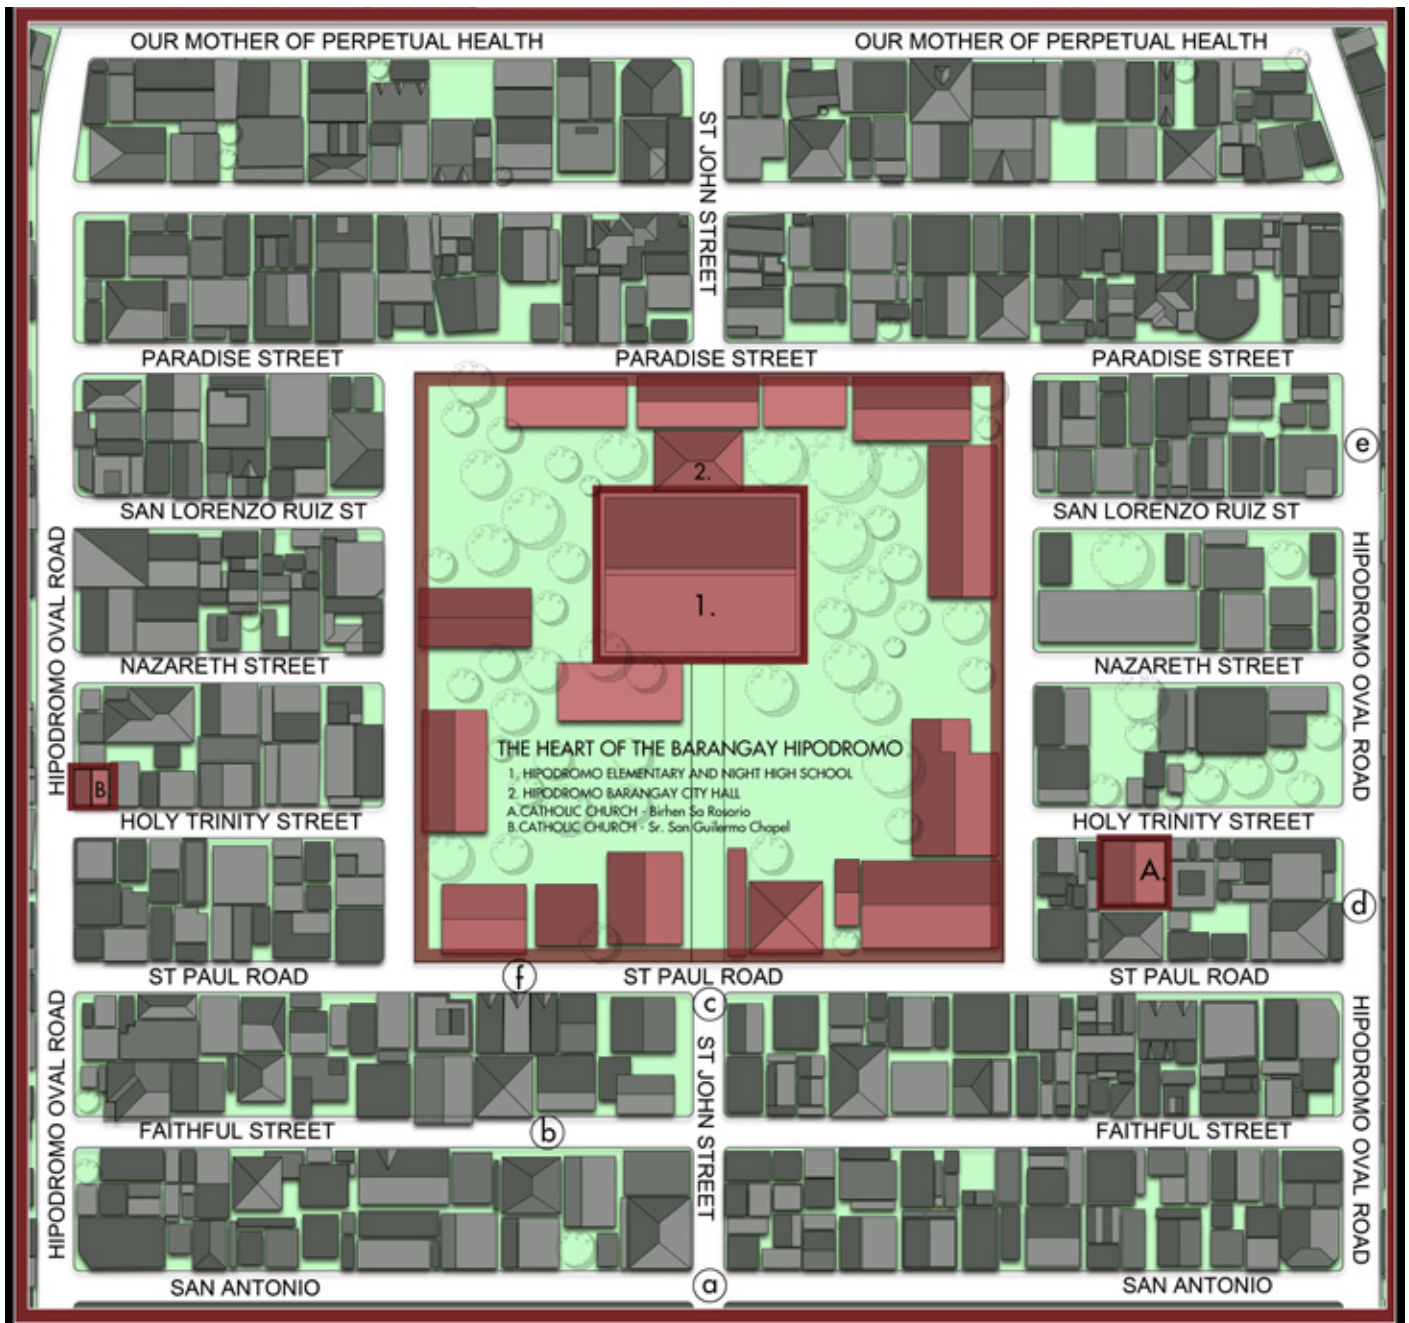 OUR MOTHER OF PERPETUAL HEALTH
OUR MOTHER OF PERPETUAL HEALTH
ST JOHN STREET
PARADISE STREET
PARADISE STREET
PARADISE STREET
e
2.
SAN LORENZO RUIZ ST
SAN LORENZO RUIZ ST
HIPODROMO OVAL ROAD
HIPODROMO OVAL ROAD
1.
NAZARETH STREET
NAZARETH STREET
THE HEART OF THE BARANGAY HIPODROMO
1. HIPODROMO ELEMENTARY AND NIGHT HIGH SCHOOL
2. HIPODROMO BARANGAY CITY HALL
A.CATHOLIC CHURCH - Birhen Sa Rosario
B.CATHOLIC CHURCH - Sr. San Guilermo Chapel
B
HOLY TRINITY STREET
HOLY TRINITY STREET
A.
d
ST PAUL ROAD
f
ST PAUL ROAD
ST PAUL ROAD
c
HIPODROMO OVAL ROAD
ST JOHN STREET
HIPODROMO OVAL ROAD
FAITHFUL STREET
b
FAITHFUL STREET
SAN ANTONIO
a
SAN ANTONIO